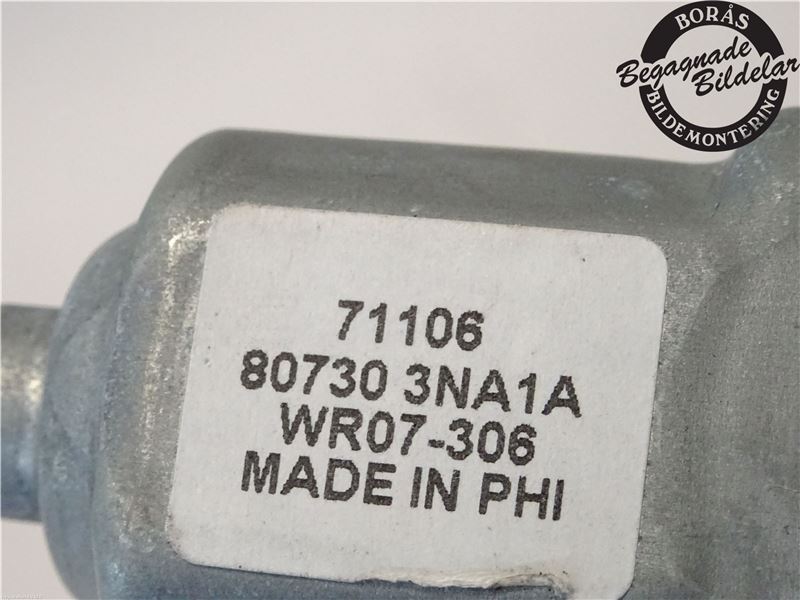 BORÅS
Begagnade
Bildelar
BILDEMONTERING
71106
80730 3NA1A
WR07-306
MADE IN PHI